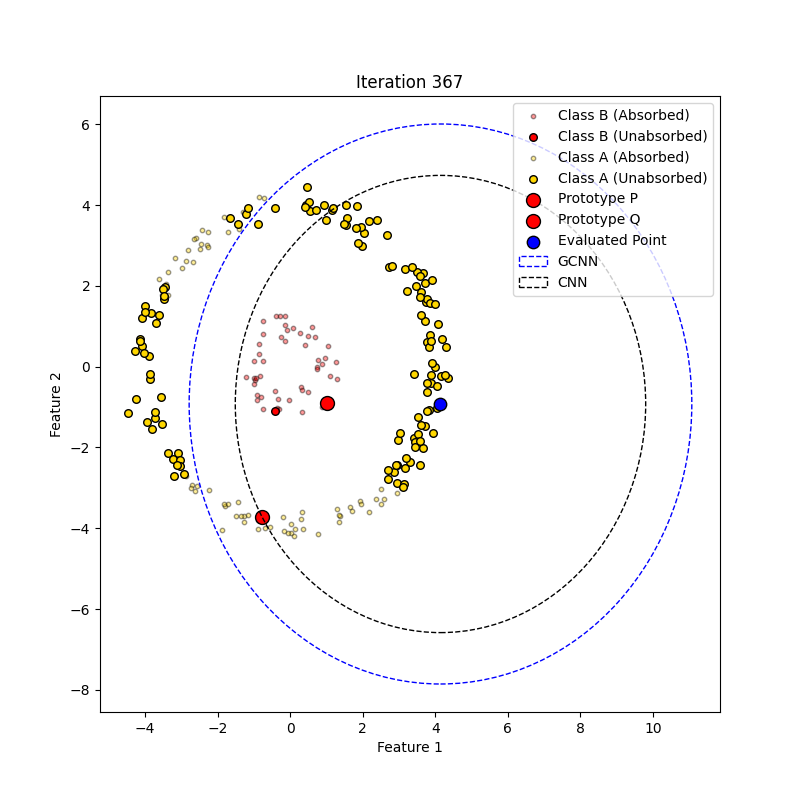 Iteration 367
Class B (Absorbed)
Class B (Unabsorbed)
Class A (Absorbed)
Class A (Unabsorbed)
Prototype P
Prototype Q
Evaluated Point
GCNN
CNN
6
4
2
0
−2
−4
−6
−8
Feature 2
−4 −2 0 2 4 6 8 10
Feature 1